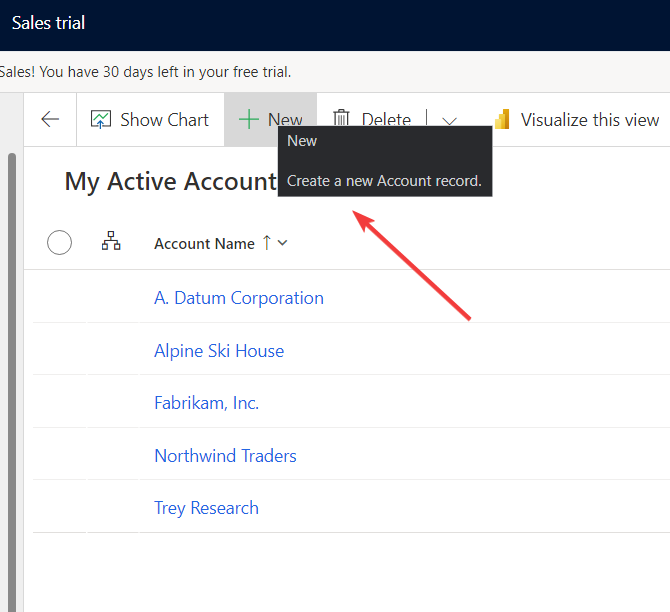 Sales trial
Sales! You have 30 days left in your free trial.
Show Chart New Delete Visualize this view
New
Create a new Account record.
My Active Account
Account Name
A. Datum Corporation
Alpine Ski House
Fabrikam, Inc.
Northwind Traders
Trey Research